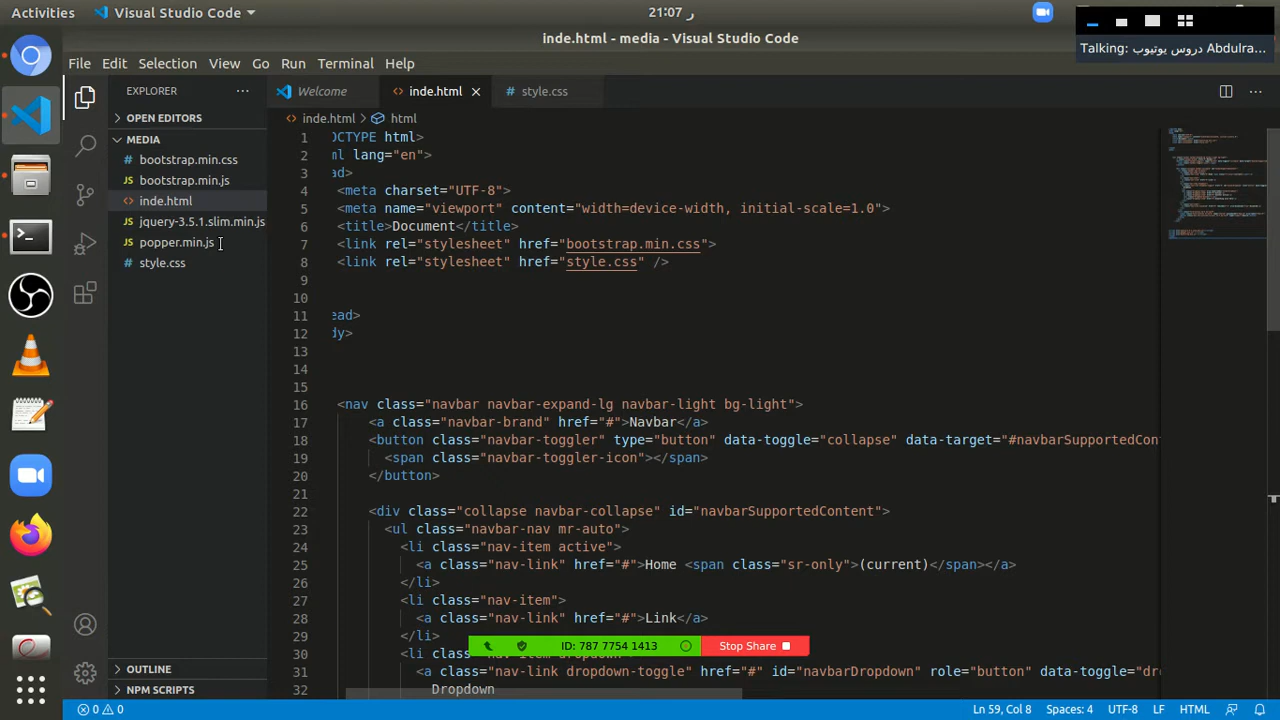 Activities
Visual Studio Code
21:07 ر
inde.html - media - Visual Studio Code
Talking: دروس يوتيوب Abdulra...
File Edit Selection View Go Run Terminal Help
EXPLORER
Welcome
inde.html
style.css
OPEN EDITORS
inde.html > html
MEDIA
bootstrap.min.css
bootstrap.min.js
inde.html
jquery-3.5.1.slim.min.js
popper.min.js
style.css
1 OCTYPE html>
2 ml lang="en">
3 ad>
4 <meta charset="UTF-8">
5 <meta name="viewport" content="width=device-width, initial-scale=1.0">
6 <title>Document</title>
7 <link rel="stylesheet" href="bootstrap.min.css">
8 <link rel="stylesheet" href="style.css" />
9
10
11 ead>
12 dy>
13
14
15
16 <nav class="navbar navbar-expand-lg navbar-light bg-light">
17 <a class="navbar-brand" href="#">Navbar</a>
18 <button class="navbar-toggler" type="button" data-toggle="collapse" data-target="#navbarSupportedCon
19 <span class="navbar-toggler-icon"></span>
20 </button>
21
22 <div class="collapse navbar-collapse" id="navbarSupportedContent">
23 <ul class="navbar-nav mr-auto">
24 <li class="nav-item active">
25 <a class="nav-link" href="#">Home <span class="sr-only">(current)</span></a>
26 </li>
27 <li class="nav-item">
28 <a class="nav-link" href="#">Link</a>
29 </li>
30 <li class="nav-item dropdown">
31 <a class="nav-link dropdown-toggle" href="#" id="navbarDropdown" role="button" data-toggle="dr
32 Dropdown
ID: 787 7754 1413
Stop Share
OUTLINE
NPM SCRIPTS
0 0
Ln 59, Col 8
Spaces: 4
UTF-8
LF
HTML